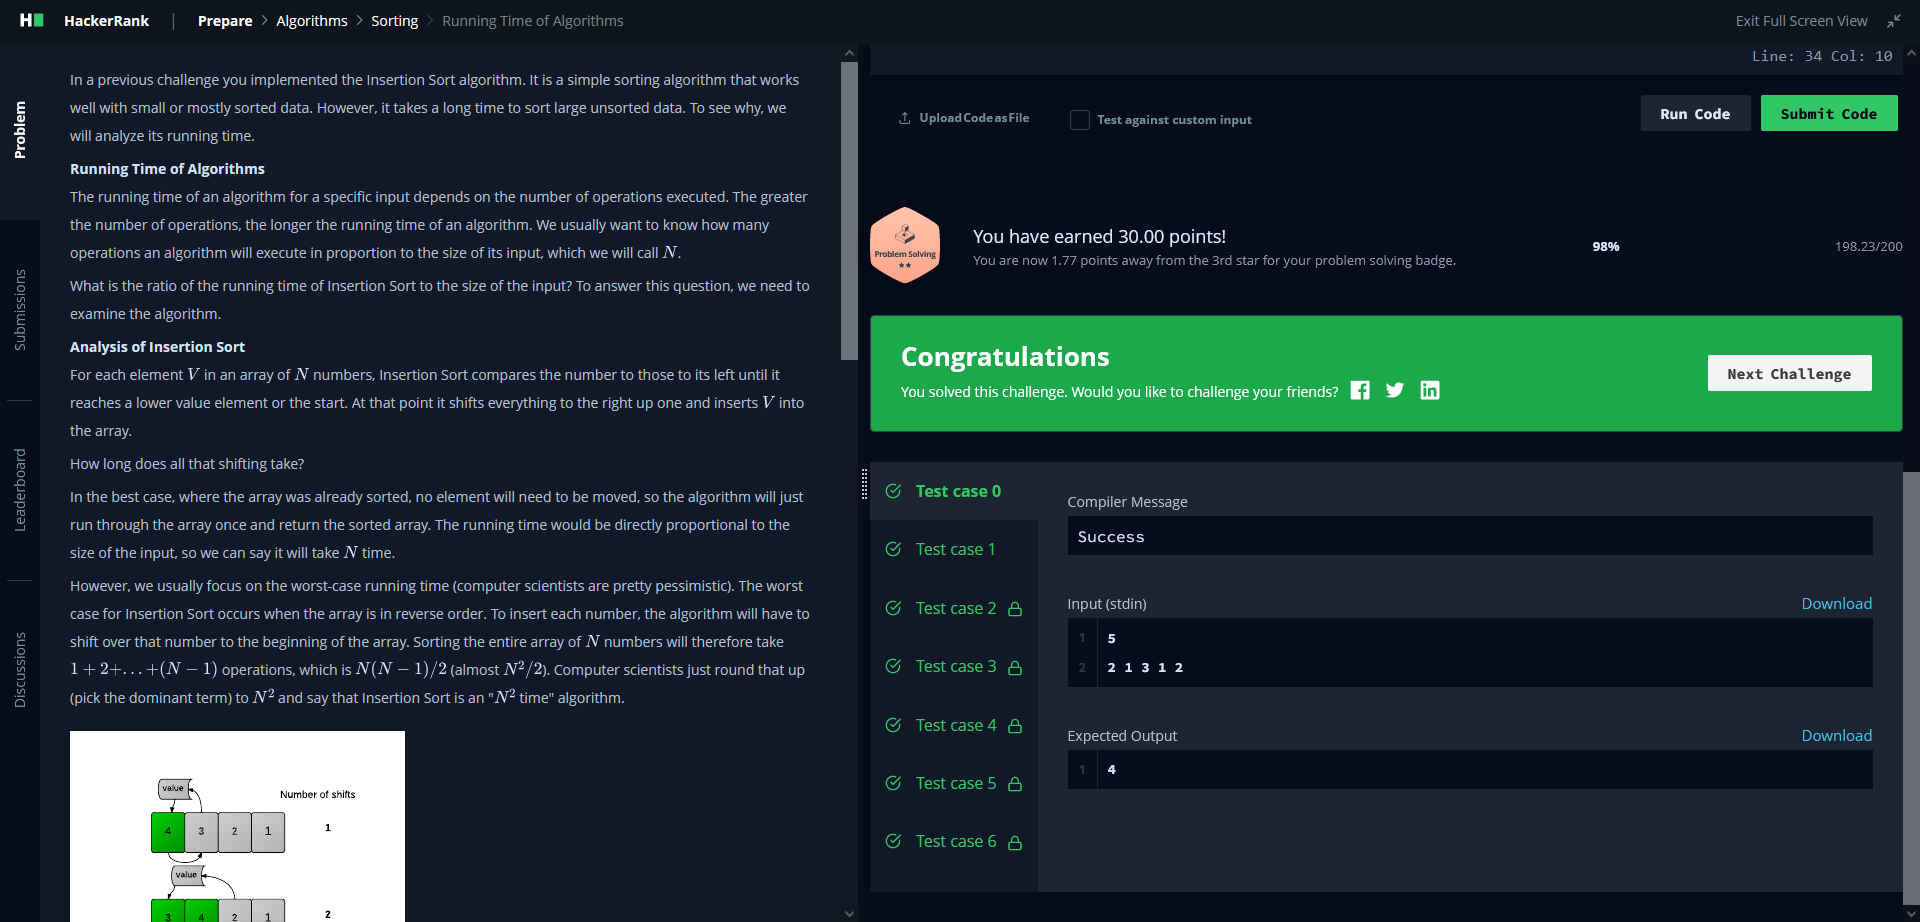 HackerRank | Prepare > Algorithms > Sorting > Running Time of Algorithms
Exit Full Screen View
Problem
Submissions
Leaderboard
Discussions
In a previous challenge you implemented the Insertion Sort algorithm. It is a simple sorting algorithm that works
well with small or mostly sorted data. However, it takes a long time to sort large unsorted data. To see why, we
will analyze its running time.
Running Time of Algorithms
The running time of an algorithm for a specific input depends on the number of operations executed. The greater
the number of operations, the longer the running time of an algorithm. We usually want to know how many
operations an algorithm will execute in proportion to the size of its input, which we will call N.
What is the ratio of the running time of Insertion Sort to the size of the input? To answer this question, we need to
examine the algorithm.
Analysis of Insertion Sort
For each element V in an array of N numbers, Insertion Sort compares the number to those to its left until it
reaches a lower value element or the start. At that point it shifts everything to the right up one and inserts V into
the array.
How long does all that shifting take?
In the best case, where the array was already sorted, no element will need to be moved, so the algorithm will just
run through the array once and return the sorted array. The running time would be directly proportional to the
size of the input, so we can say it will take N time.
However, we usually focus on the worst-case running time (computer scientists are pretty pessimistic). The worst
case for Insertion Sort occurs when the array is in reverse order. To insert each number, the algorithm will have to
shift over that number to the beginning of the array. Sorting the entire array of N numbers will therefore take
1 + 2+...+(N − 1) operations, which is N(N − 1)/2 (almost N²/2). Computer scientists just round that up
(pick the dominant term) to N² and say that Insertion Sort is an "N² time" algorithm.
value
Number of shifts
4 3 2 1 1
value
3 4 2 1 2
Line: 34 Col: 10
Upload Code as File
Test against custom input
Run Code
Submit Code
Problem Solving
You have earned 30.00 points!
You are now 1.77 points away from the 3rd star for your problem solving badge.
98%
198.23/200
Congratulations
You solved this challenge. Would you like to challenge your friends?
Next Challenge
Test case 0
Test case 1
Test case 2
Test case 3
Test case 4
Test case 5
Test case 6
Compiler Message
Success
Input (stdin)
Download
1 5
2 2 1 3 1 2
Expected Output
Download
1 4